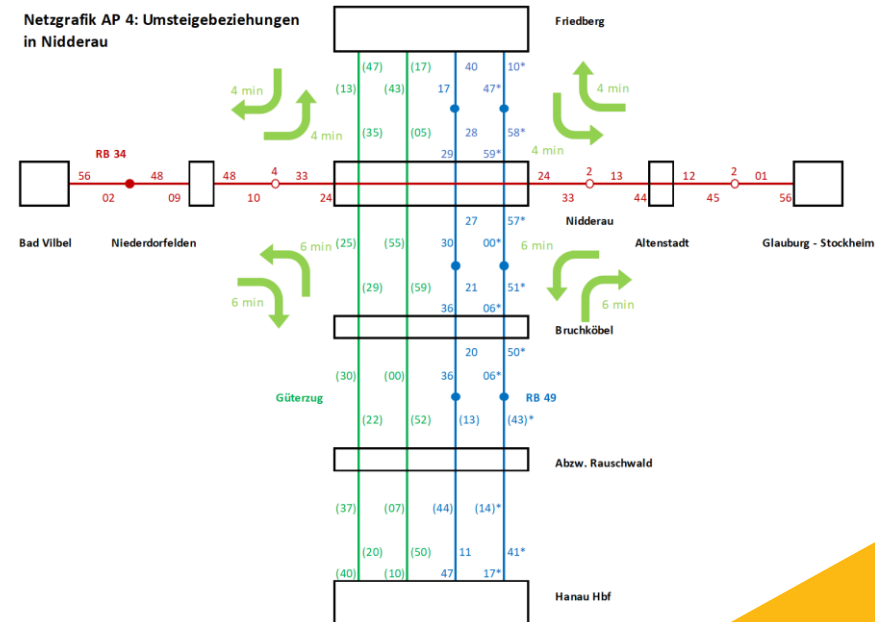 Netzgrafik AP 4: Umsteigebeziehungen
in Nidderau
Friedberg
(47) (17) 40 10*
(13) (43) 17 47*
4 min 4 min
(35) (05) 28 58*
4 min 4 min
29 59*
RB 34
56 48 48 4 33 24 2 13 12 2 01
02 09 10 24 33 44 45 56
27 57*
Nidderau
Bad Vilbel Niederdorfelden Altenstadt Glauburg - Stockheim
6 min (25) (55) 30 00* 6 min
(29) (59) 21 51*
6 min 6 min
36 06*
Bruchköbel
20 50*
(30) (00) 36 06*
Güterzug RB 49
(22) (52) (13) (43)*
Abzw. Rauschwald
(37) (07) (44) (14)*
(20) (50) 11 41*
(40) (10) 47 17*
Hanau Hbf